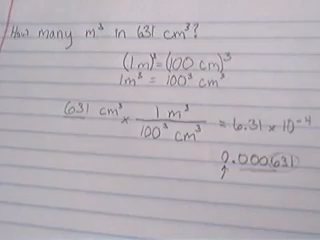 How many m³ in 631 cm³?
(1m)³=(100 cm)³
1m³ = 100³ cm³
631 cm³ × 1 m³ / 100³ cm³ = 6.31 × 10⁻⁴
0.000631